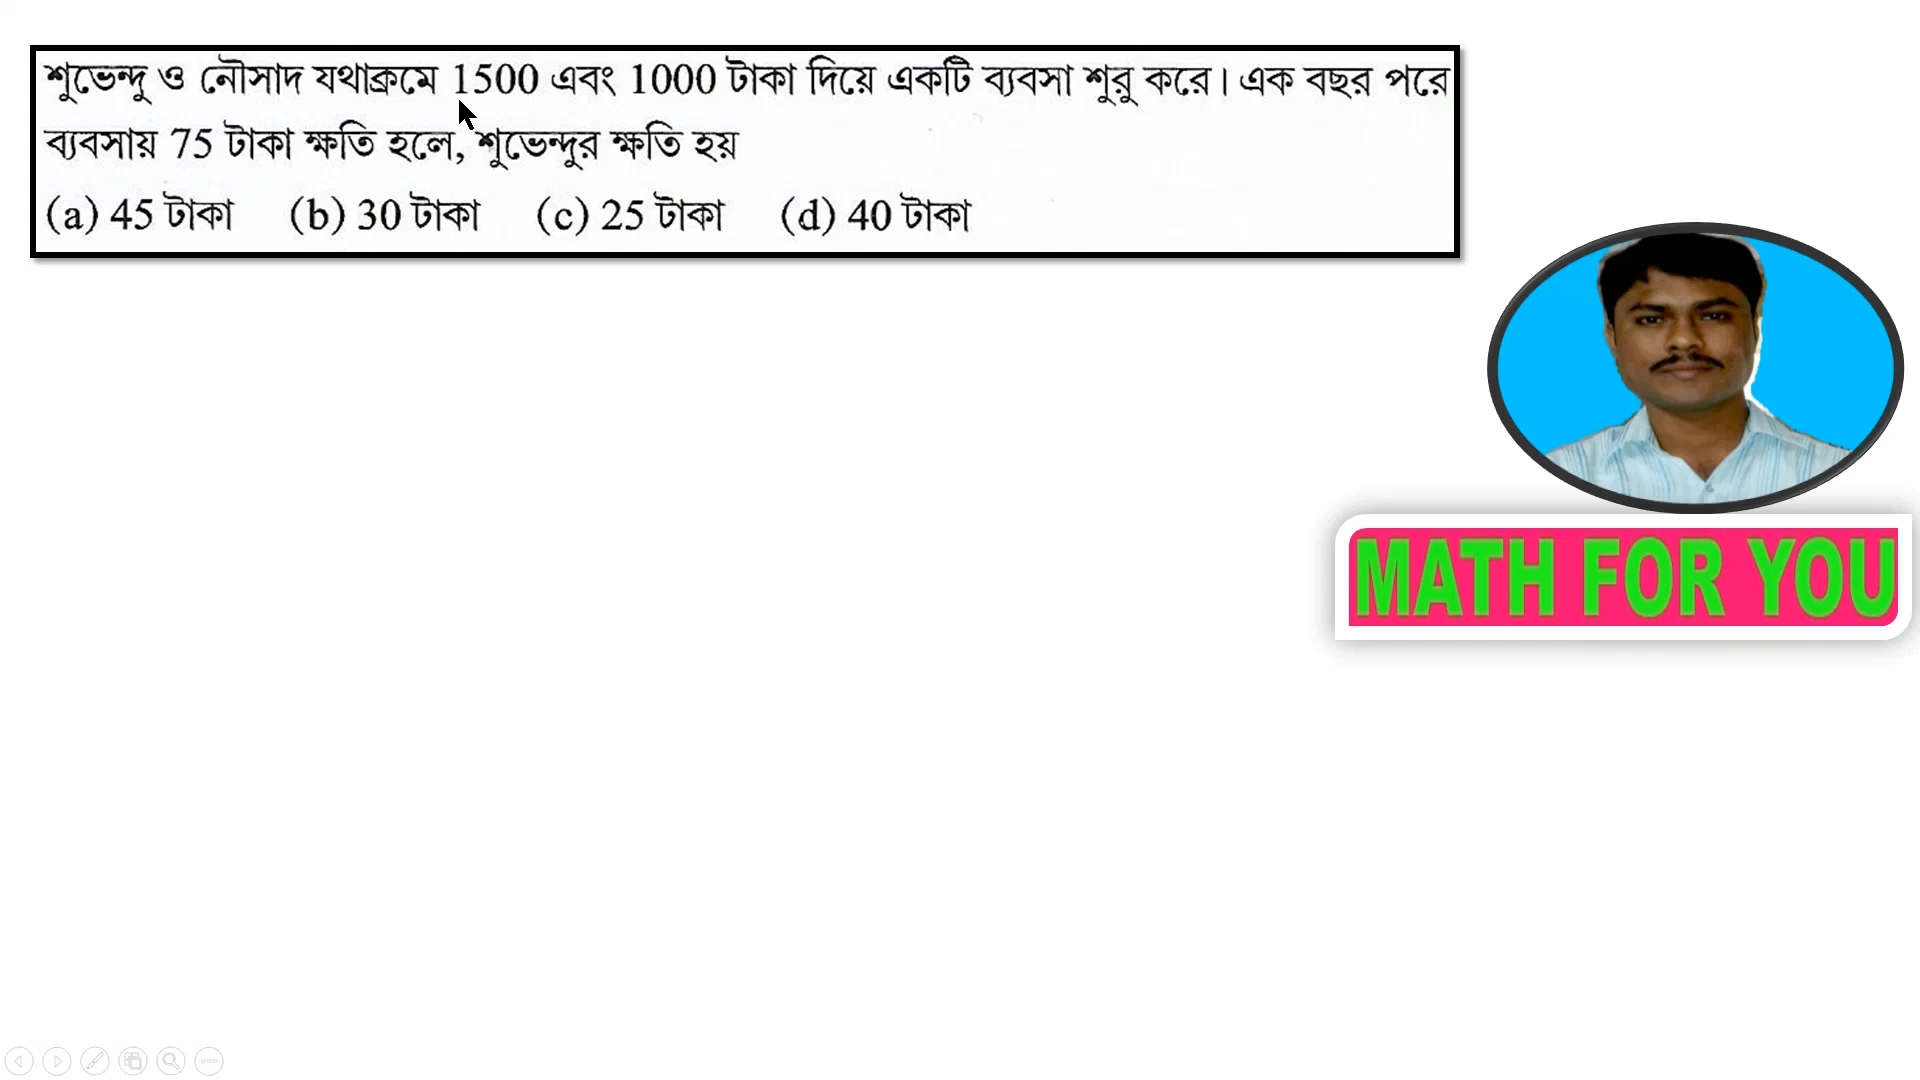 শুভেন্দু ও নৌসাদ যথাক্রমে 1500 এবং 1000 টাকা দিয়ে একটি ব্যবসা শুরু করে। এক বছর পরে
ব্যবসায় 75 টাকা ক্ষতি হলে, শুভেন্দুর ক্ষতি হয়
(a) 45 টাকা (b) 30 টাকা (c) 25 টাকা (d) 40 টাকা
MATH FOR YOU